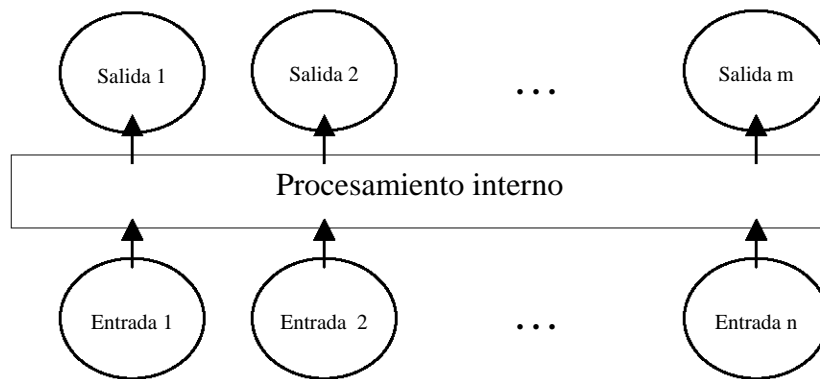 Salida 1 Salida 2 ... Salida m
Procesamiento interno
Entrada 1 Entrada 2 ... Entrada n